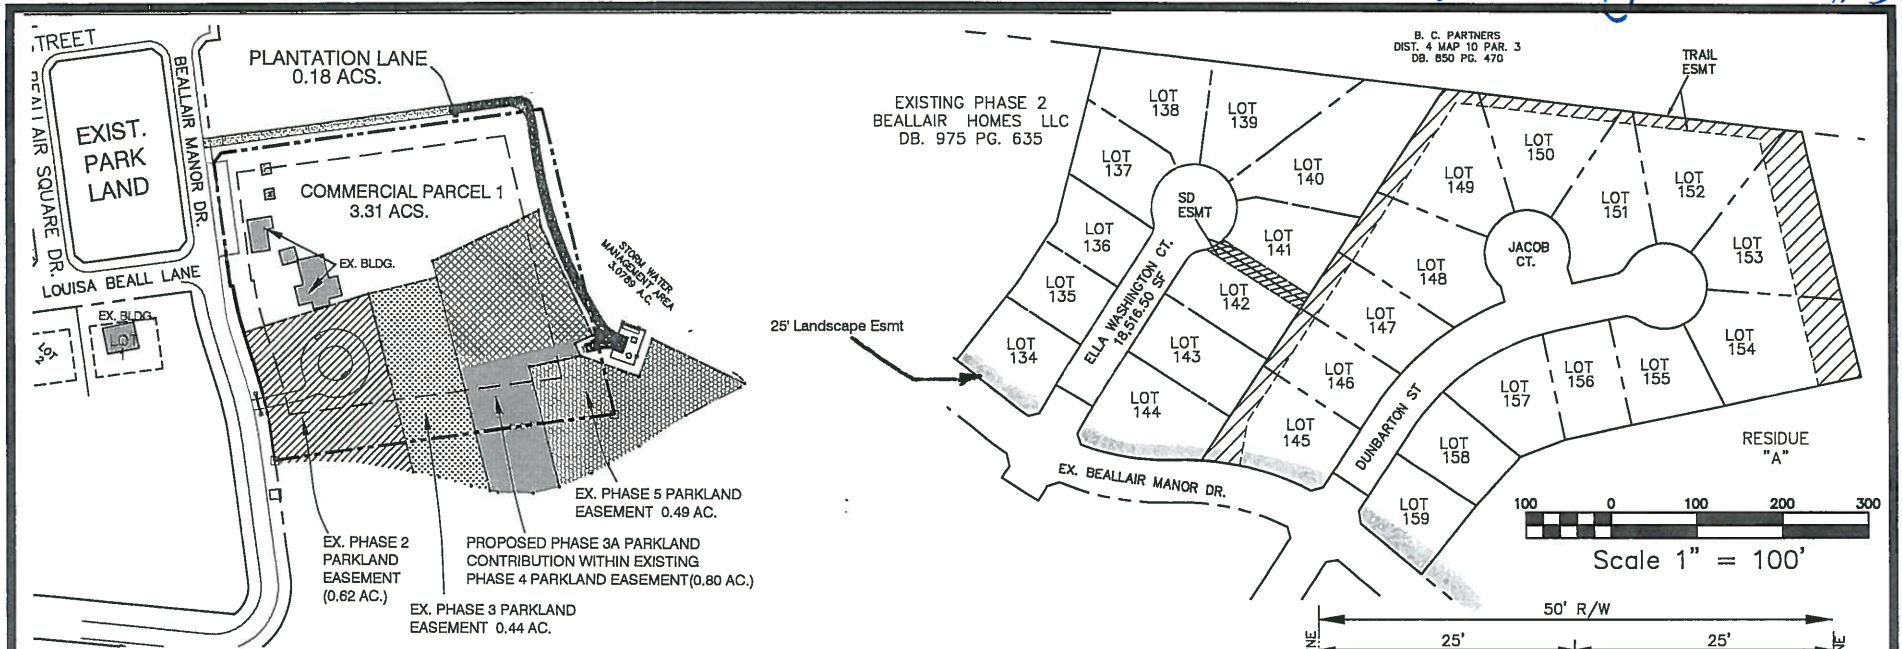 TREET
BEALLAIR MANOR DR.
EXIST.
PARK
LAND
BEALLAIR SQUARE DR.
LOUISA BEALL LANE
EX. BLDG.
LOT
PLANTATION LANE
0.18 ACS.
COMMERCIAL PARCEL 1
3.31 ACS.
EX. BLDG.
STORM WATER
MANAGEMENT AREA
3.0789 A.C.
EX. PHASE 5 PARKLAND
EASEMENT 0.49 AC.
EX. PHASE 2
PARKLAND
EASEMENT
(0.62 AC.)
PROPOSED PHASE 3A PARKLAND
CONTRIBUTION WITHIN EXISTING
PHASE 4 PARKLAND EASEMENT(0.80 AC.)
EX. PHASE 3 PARKLAND
EASEMENT 0.44 AC.
B. C. PARTNERS
DIST. 4 MAP 10 PAR. 3
DB. 850 PG. 470
TRAIL
ESMT
EXISTING PHASE 2
BEALLAIR HOMES LLC
DB. 975 PG. 635
LOT
138
LOT
139
LOT
137
LOT
140
SD
ESMT
LOT
136
LOT
141
LOT
135
LOT
142
ELLA WASHINGTON CT.
18,516.50 SF
LOT
134
LOT
143
LOT
144
25' Landscape Esmt
LOT
149
LOT
150
LOT
151
LOT
152
LOT
153
JACOB
CT.
LOT
148
LOT
147
LOT
146
LOT
145
LOT
154
LOT
155
LOT
156
LOT
157
LOT
158
LOT
159
DUNBARTON ST
EX. BEALLAIR MANOR DR.
RESIDUE
"A"
100 0 100 200 300
Scale 1" = 100'
50' R/W
25' 25'